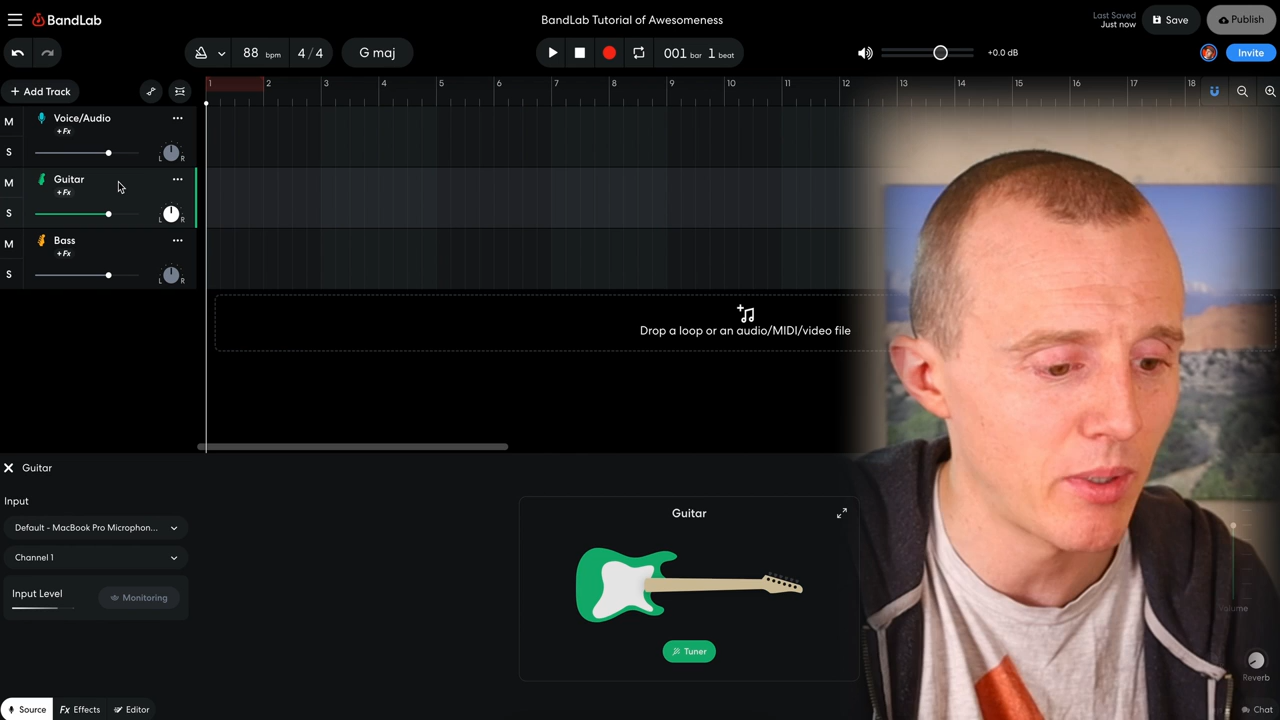 BandLab
BandLab Tutorial of Awesomeness
Last Saved
Just now
Save
Publish
88 bpm
4/4
G maj
001 bar 1 beat
+0.0 dB
Invite
+ Add Track
1 2 3 4 5 6 7 8 9 10 11 12 13 14 15 16 17 18
M
Voice/Audio
+Fx
S
L R
M
Guitar
+Fx
S
L R
M
Bass
+Fx
S
L R
Drop a loop or an audio/MIDI/video file
Guitar
Input
Default - MacBook Pro Microphon...
Channel 1
Input Level
Monitoring
Guitar
Tuner
Volume
Reverb
Source
Fx Effects
Editor
Chat